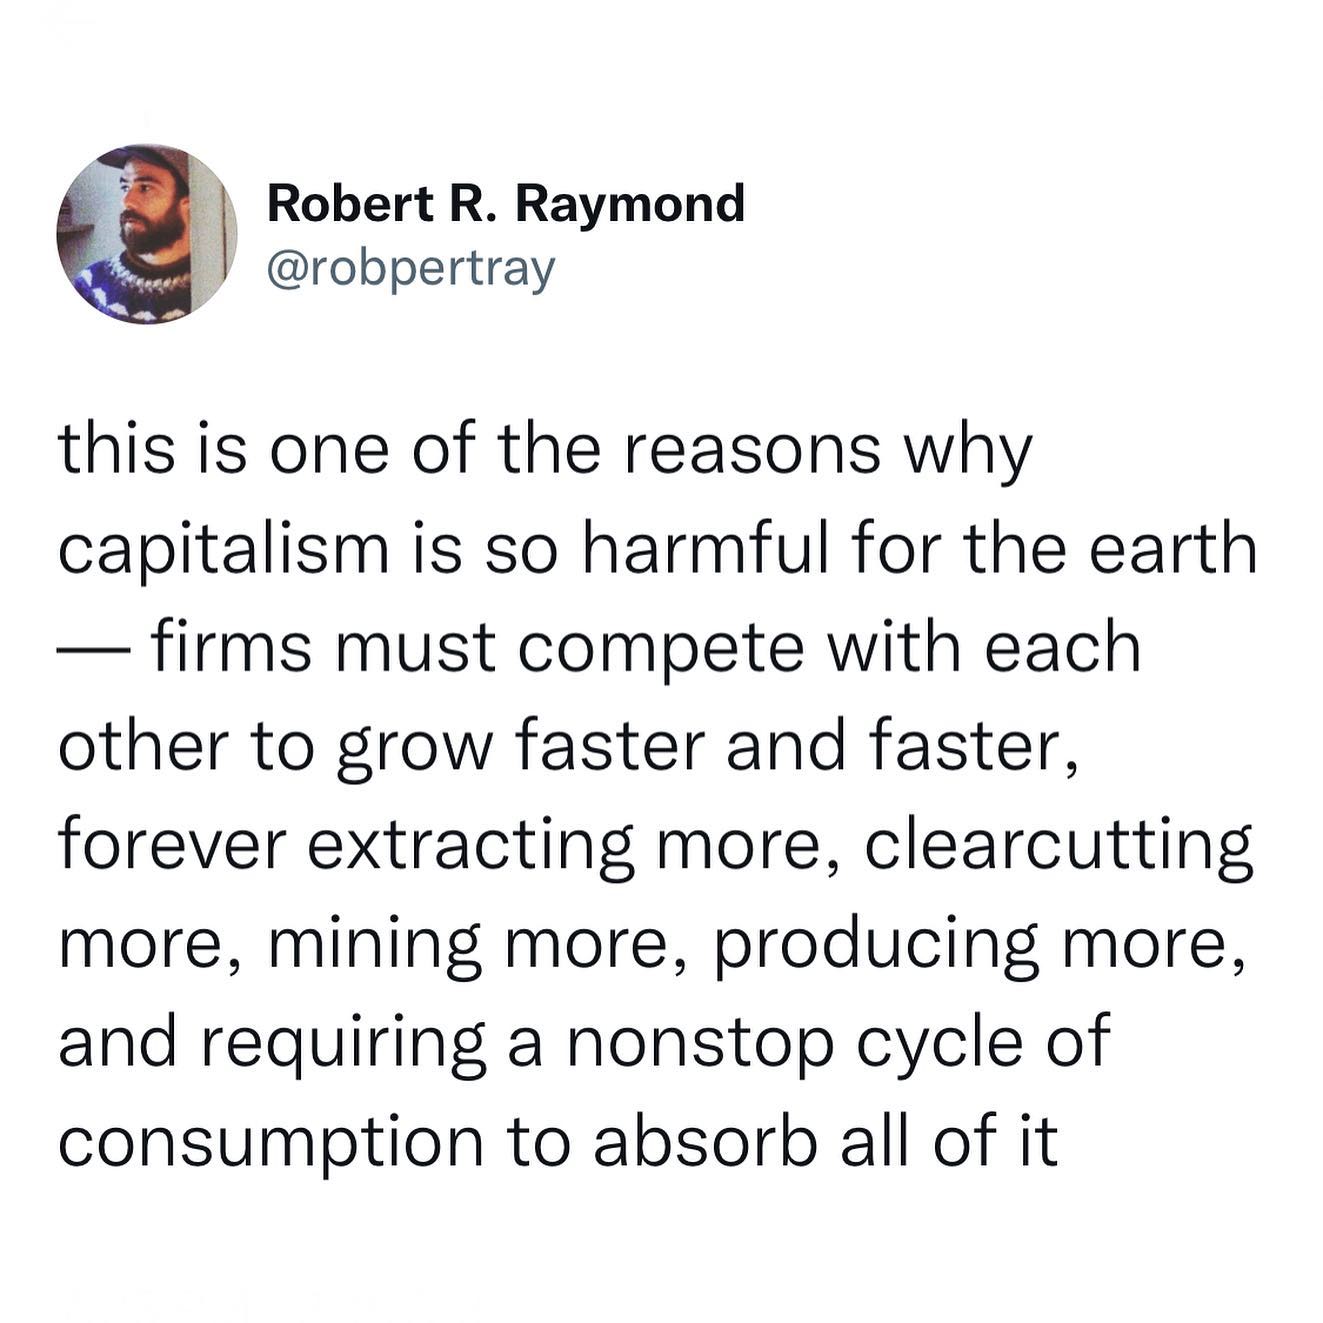 Robert R. Raymond
@robpertray
this is one of the reasons why
capitalism is so harmful for the earth
— firms must compete with each
other to grow faster and faster,
forever extracting more, clearcutting
more, mining more, producing more,
and requiring a nonstop cycle of
consumption to absorb all of it